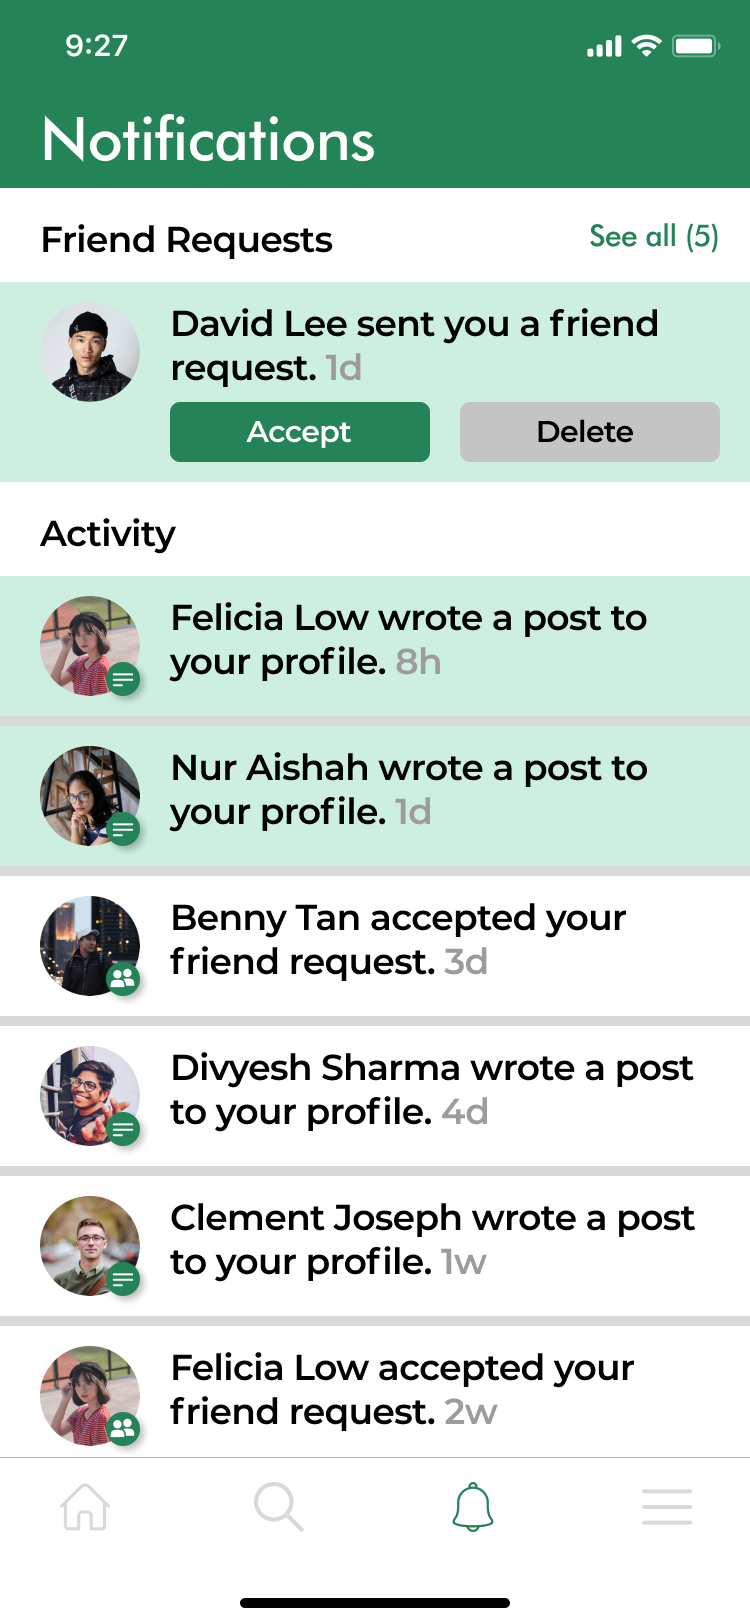 9:27
Notifications
Friend Requests
See all (5)
David Lee sent you a friend
request. 1d
Accept
Delete
Activity
Felicia Low wrote a post to
your profile. 8h
Nur Aishah wrote a post to
your profile. 1d
Benny Tan accepted your
friend request. 3d
Divyesh Sharma wrote a post
to your profile. 4d
Clement Joseph wrote a post
to your profile. 1w
Felicia Low accepted your
friend request. 2w